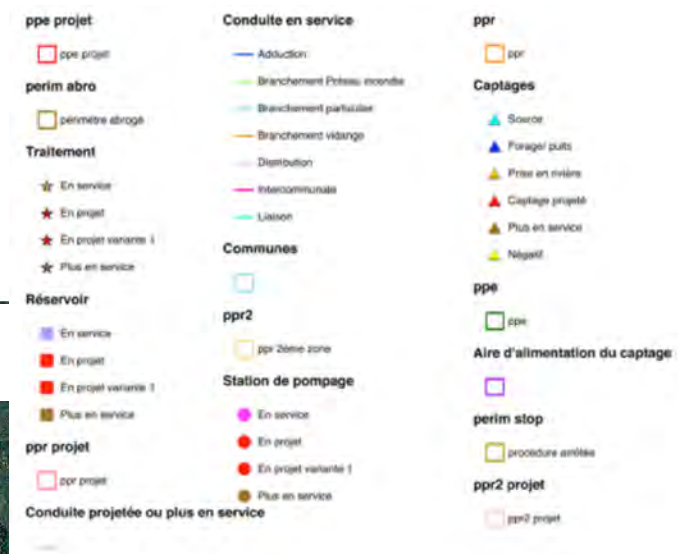 ppe projet
ppe projet
perim abro
périmètre abrogé
Traitement
En service
En projet
En projet variante 1
Plus en service
Réservoir
En service
En projet
En projet variante 1
Plus en service
ppr projet
ppr projet
Conduite projetée ou plus en service
Conduite en service
Adduction
Branchement Poteau incendie
Branchement particulier
Branchement vidange
Distribution
Intercommunale
Liaison
Communes
ppr2
ppr 2ème zone
Station de pompage
En service
En projet
En projet variante 1
Plus en service
ppr
ppr
Captages
Source
Forage/ puits
Prise en rivière
Captage projeté
Plus en service
Négatif
ppe
ppe
Aire d'alimentation du captage
perim stop
procédure arrêtée
ppr2 projet
ppr2 projet